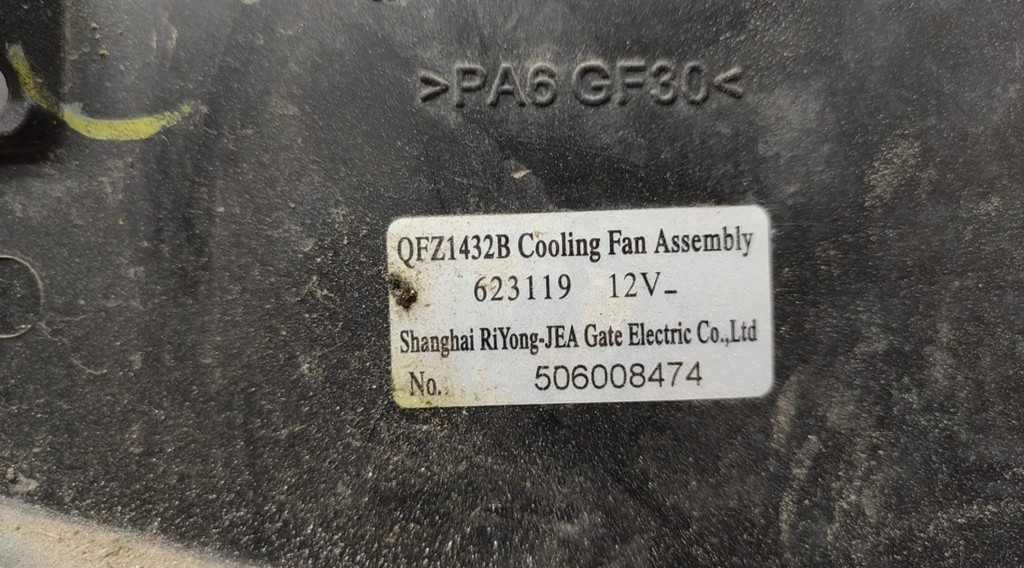 >PA6 GF30<
QFZ1432B Cooling Fan Assembly
623119 12V⎓
Shanghai RiYong-JEA Gate Electric Co.,Ltd
No. 506008474